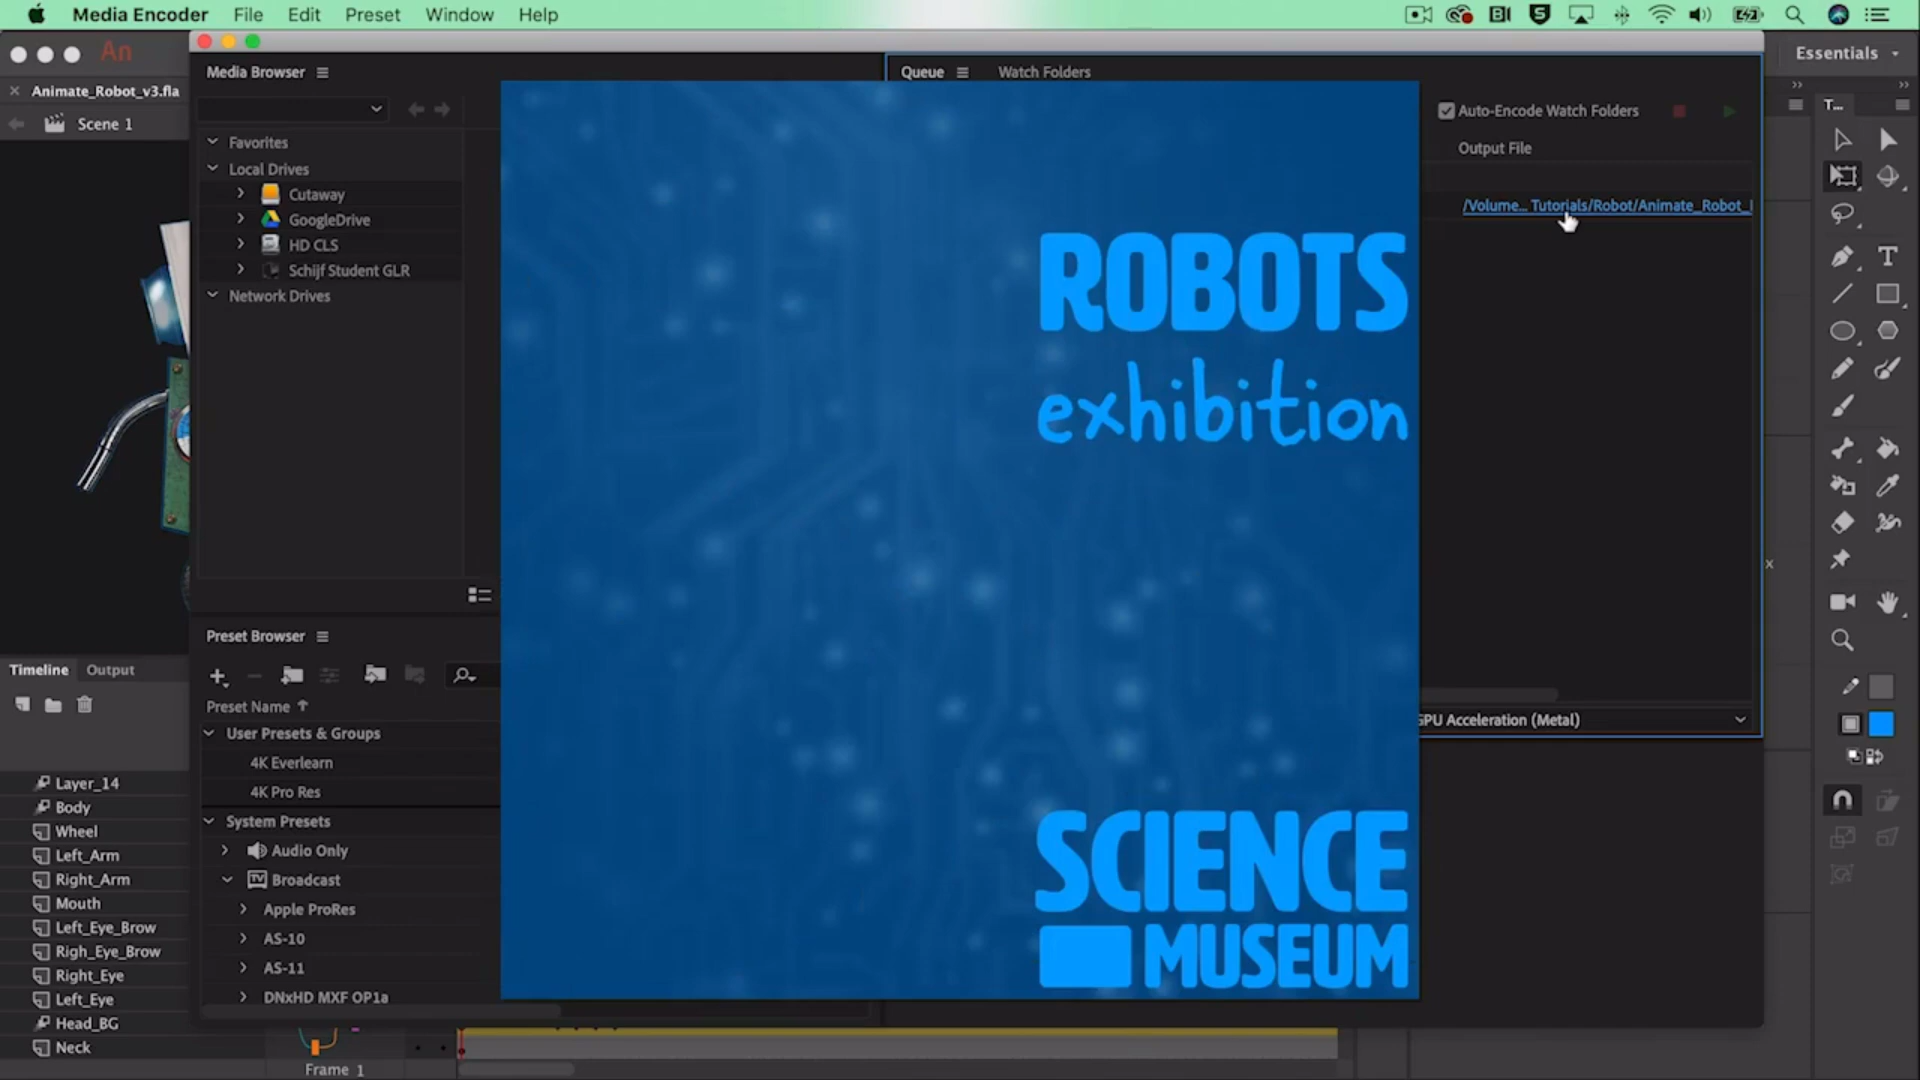 Media Encoder File Edit Preset Window Help
An
Essentials
Media Browser
Queue
Watch Folders
Animate_Robot_v3.fla
Scene 1
Auto-Encode Watch Folders
Output File
Favorites
Local Drives
Cutaway
GoogleDrive
HD CLS
Schijf Student GLR
Network Drives
T...
/Volume... Tutorials/Robot/Animate_Robot_
ROBOTS
exhibition
SCIENCE
MUSEUM
GPU Acceleration (Metal)
Preset Browser
Preset Name
User Presets & Groups
4K Everlearn
4K Pro Res
System Presets
Audio Only
Broadcast
Apple ProRes
AS-10
AS-11
DNxHD MXF OP1a
Timeline
Output
Layer_14
Body
Wheel
Left_Arm
Right_Arm
Mouth
Left_Eye_Brow
Righ_Eye_Brow
Right_Eye
Left_Eye
Head_BG
Neck
Frame 1